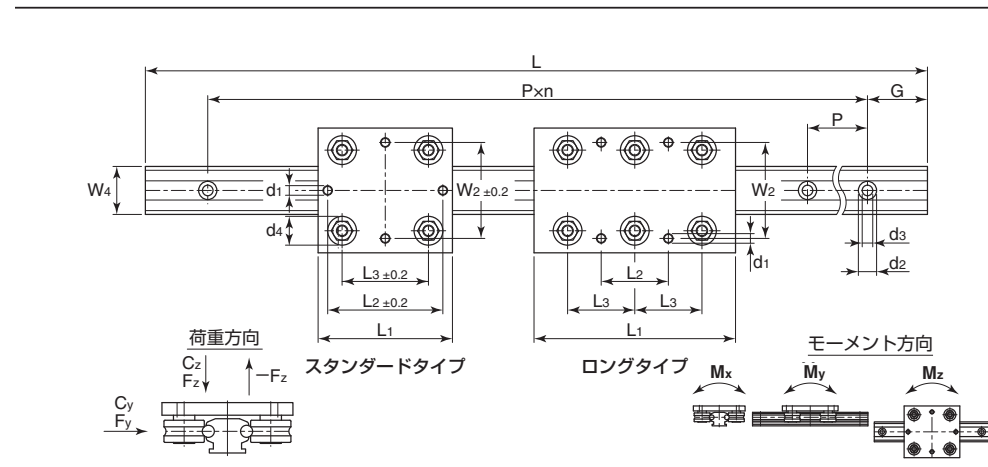 L
P×n
G
P
W4
d1
d4
W2 ±0.2
W2
d1
d3
d2
L3 ±0.2
L2 ±0.2
L1
L2
L3
L3
L1
スタンダードタイプ
ロングタイプ
荷重方向
Cz
Fz
−Fz
Cy
Fy
モーメント方向
Mx
My
Mz